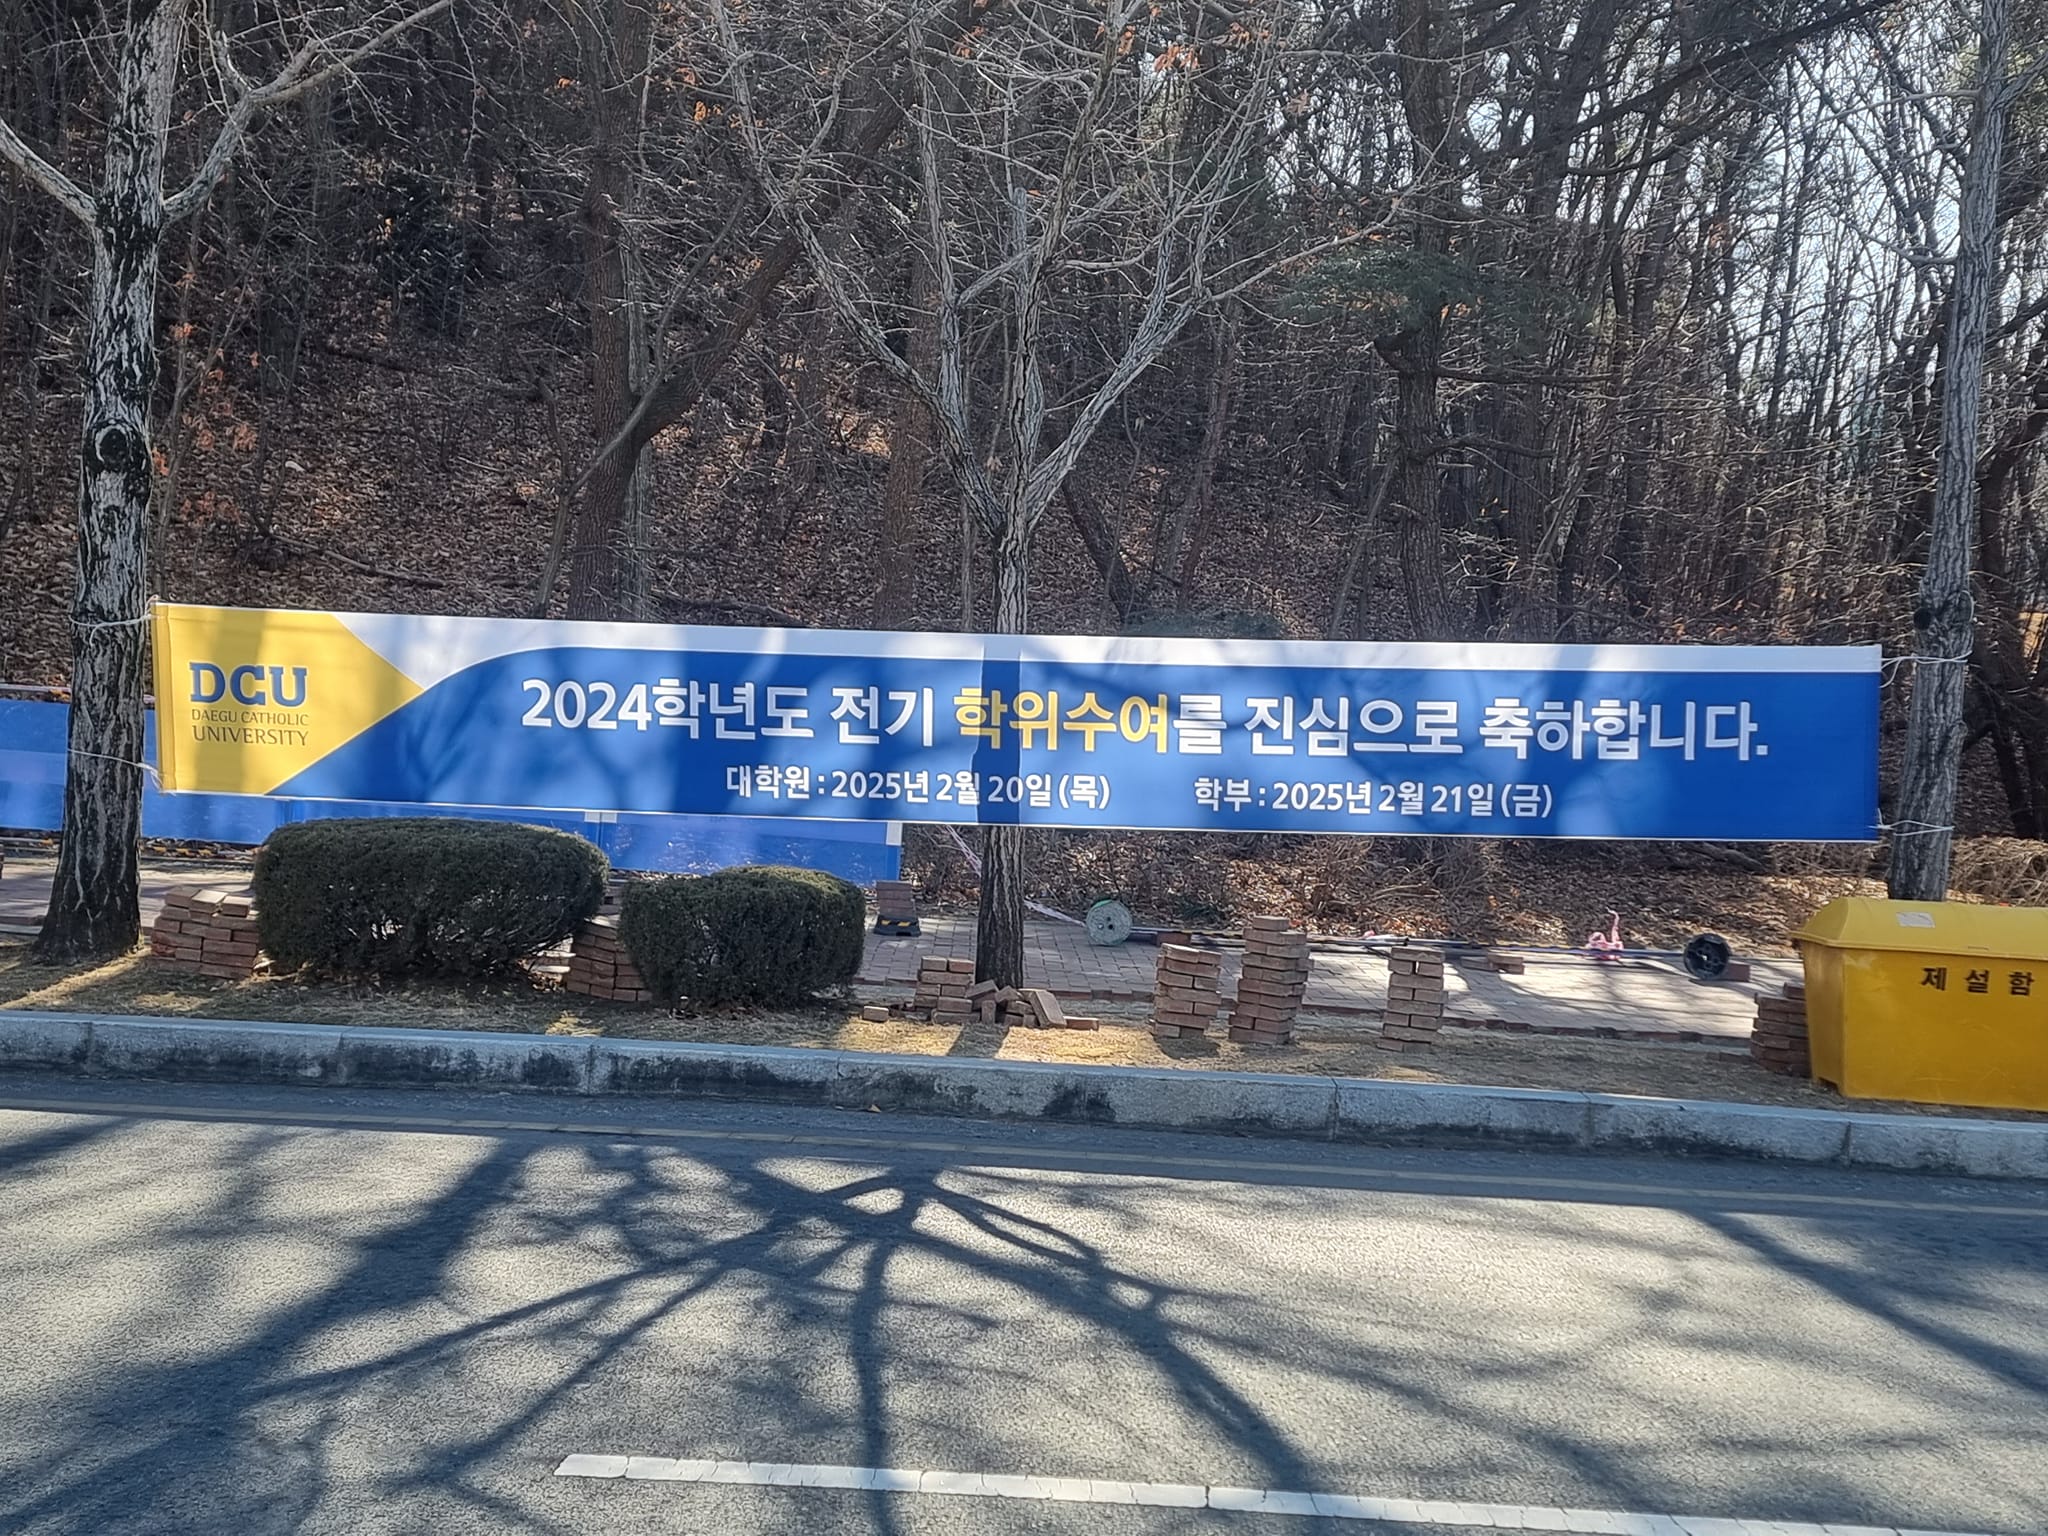 DCU
DAEGU CATHOLIC
UNIVERSITY
2024학년도 전기 학위수여를 진심으로 축하합니다.
대학원 : 2025년 2월 20일 (목) 학부 : 2025년 2월 21일 (금)
제설함